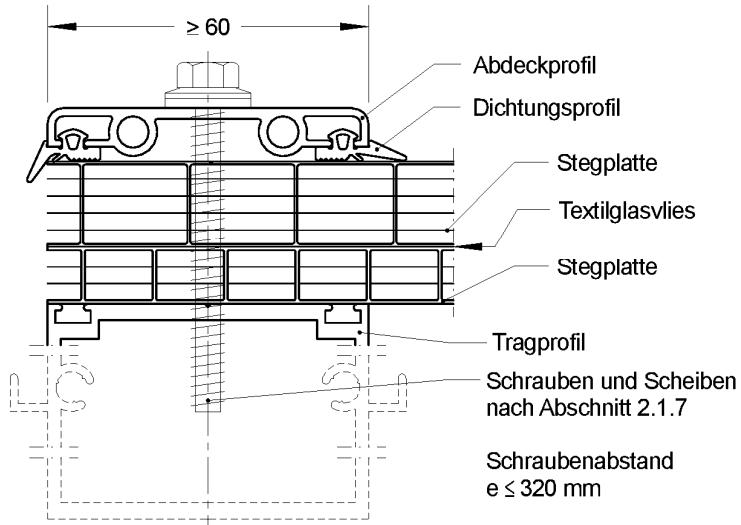 ≥ 60
Abdeckprofil
Dichtungsprofil
Stegplatte
Textilglasvlies
Stegplatte
Tragprofil
Schrauben und Scheiben
nach Abschnitt 2.1.7
Schraubenabstand
e ≤ 320 mm